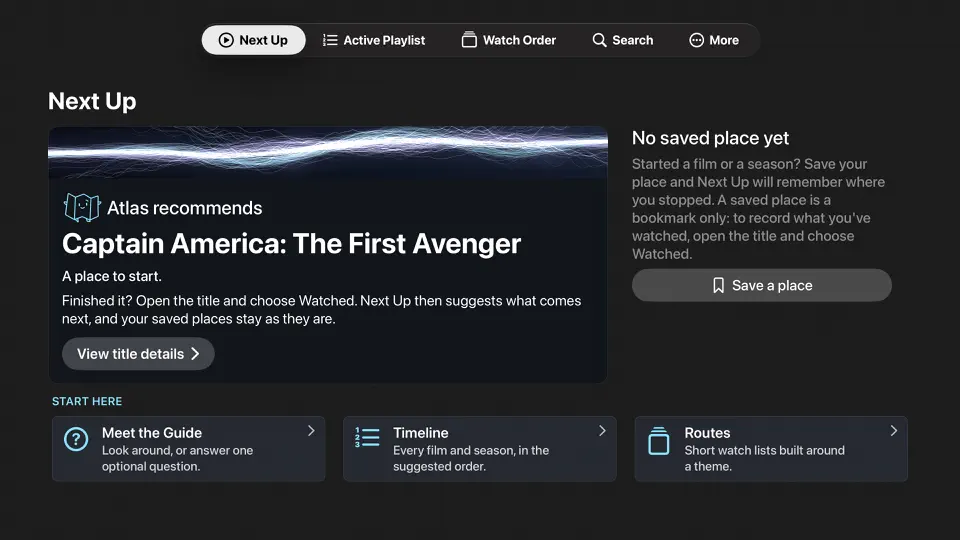 Next Up
Active Playlist
Watch Order
Search
More
Next Up
Atlas recommends
Captain America: The First Avenger
A place to start.
Finished it? Open the title and choose Watched. Next Up then suggests what comes
next, and your saved places stay as they are.
View title details
No saved place yet
Started a film or a season? Save your
place and Next Up will remember where
you stopped. A saved place is a
bookmark only: to record what you've
watched, open the title and choose
Watched.
Save a place
START HERE
Meet the Guide
Look around, or answer one
optional question.
1
2
3
Timeline
Every film and season, in the
suggested order.
Routes
Short watch lists built around
a theme.